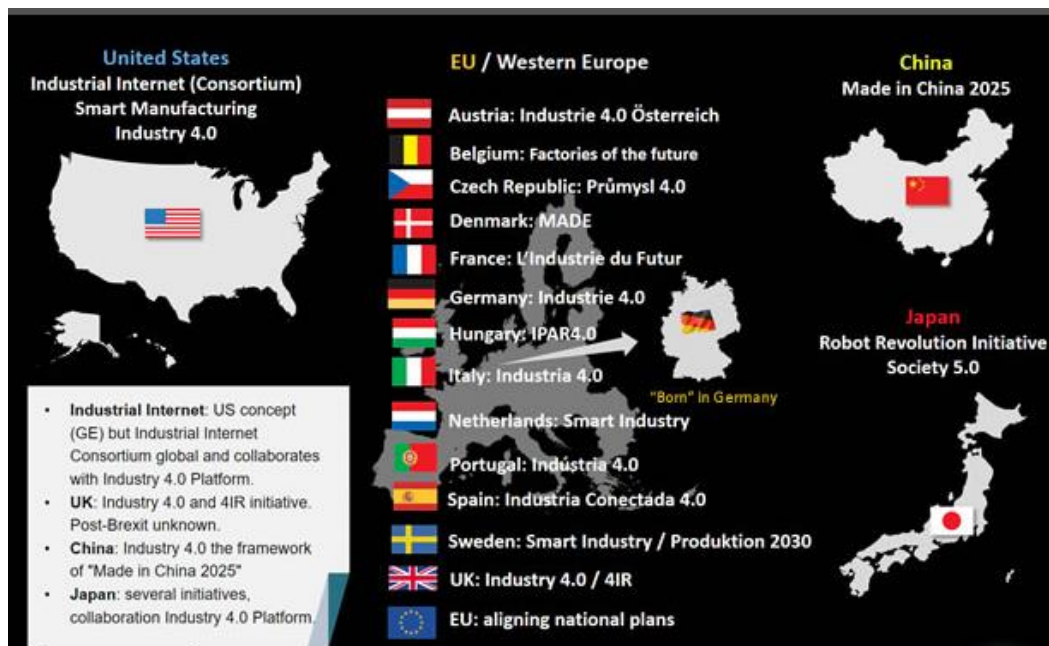 United States
Industrial Internet (Consortium)
Smart Manufacturing
Industry 4.0
• Industrial Internet: US concept
(GE) but Industrial Internet
Consortium global and collaborates
with Industry 4.0 Platform.
• UK: Industry 4.0 and 4IR initiative.
Post-Brexit unknown.
• China: Industry 4.0 the framework
of "Made in China 2025"
• Japan: several initiatives,
collaboration Industry 4.0 Platform.
EU / Western Europe
Austria: Industrie 4.0 Österreich
Belgium: Factories of the future
Czech Republic: Průmysl 4.0
Denmark: MADE
France: L'Industrie du Futur
Germany: Industrie 4.0
Hungary: IPAR4.0
Italy: Industria 4.0
Netherlands: Smart Industry
Portugal: Indústria 4.0
Spain: Industria Conectada 4.0
Sweden: Smart Industry / Produktion 2030
UK: Industry 4.0 / 4IR
EU: aligning national plans
"Born" in Germany
China
Made in China 2025
Japan
Robot Revolution Initiative
Society 5.0